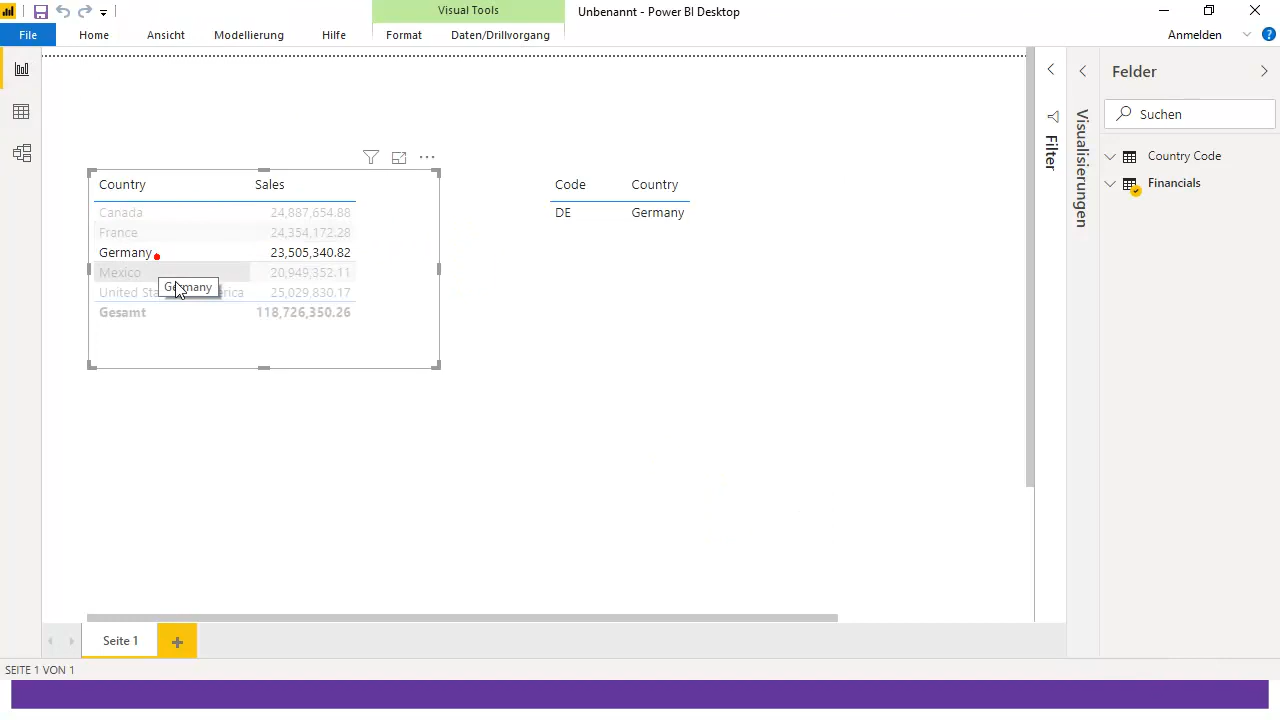 Visual Tools
Unbenannt - Power BI Desktop
File Home Ansicht Modellierung Hilfe Format Daten/Drillvorgang Anmelden
Felder
Suchen
Country Code
Financials
Visualisierungen
Filter
Country Sales
Canada 24,887,654.88
France 24,354,172.28
Germany 23,505,340.82
Mexico 20,949,352.11
Germany
United Sta erica 25,029,830.17
Gesamt 118,726,350.26
Code Country
DE Germany
Seite 1
SEITE 1 VON 1